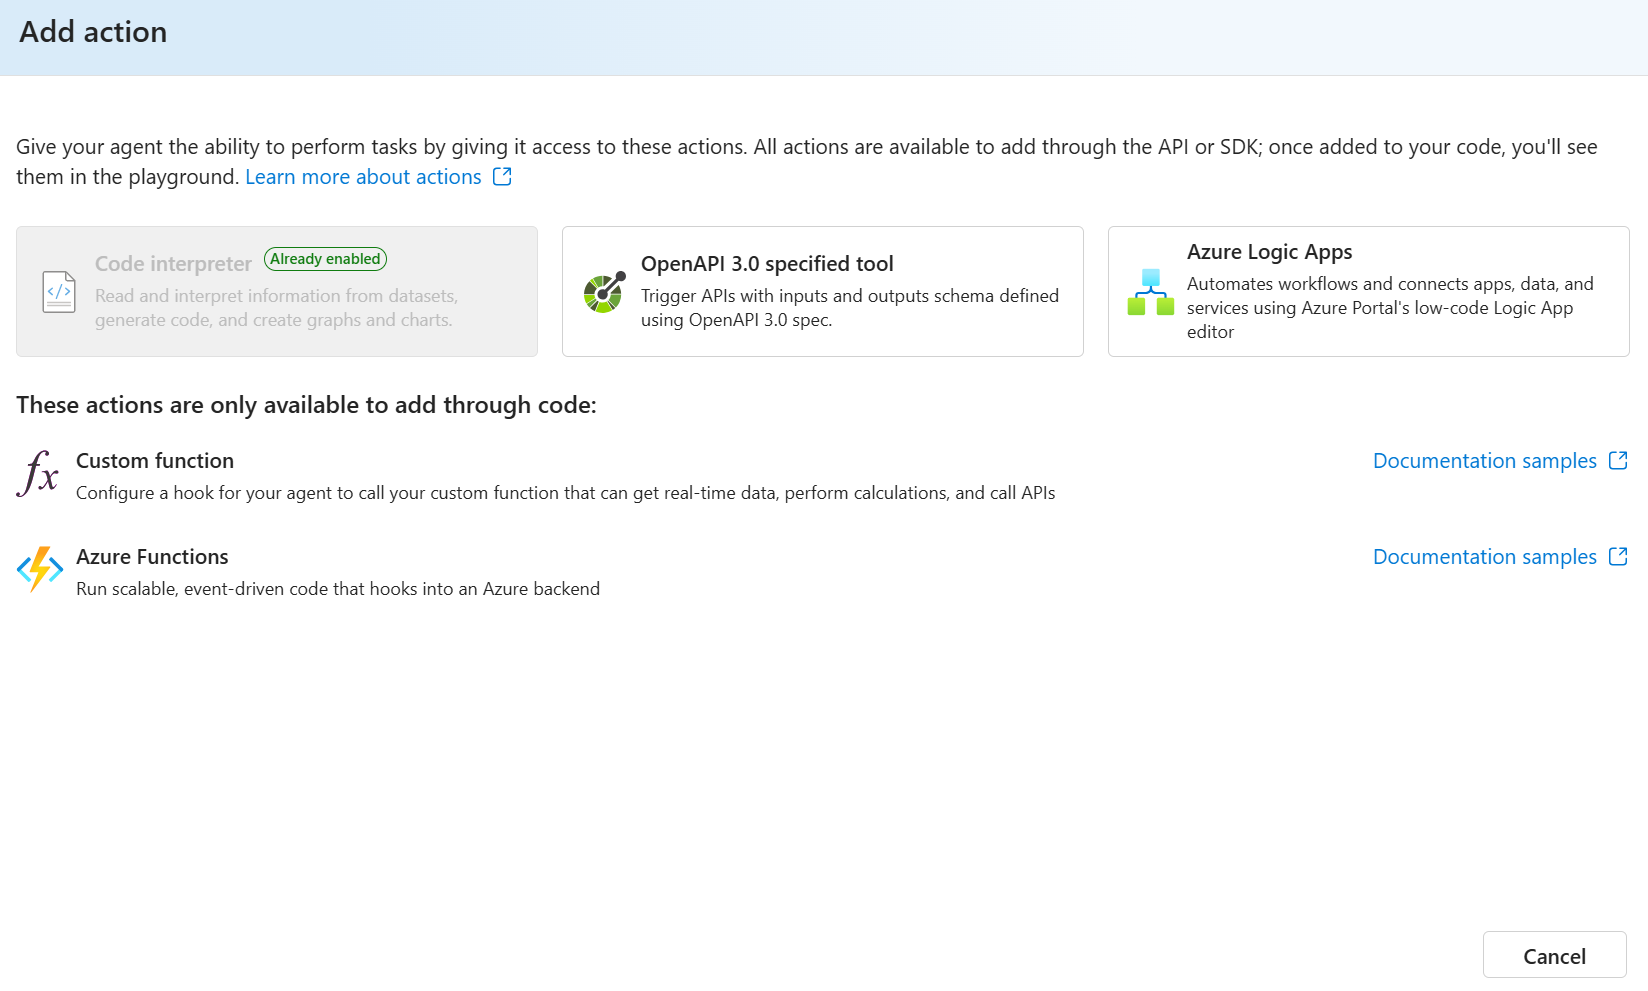 Add action
Give your agent the ability to perform tasks by giving it access to these actions. All actions are available to add through the API or SDK; once added to your code, you'll see
them in the playground. Learn more about actions
Code interpreter Already enabled
Read and interpret information from datasets,
generate code, and create graphs and charts.
OpenAPI 3.0 specified tool
Trigger APIs with inputs and outputs schema defined
using OpenAPI 3.0 spec.
Azure Logic Apps
Automates workflows and connects apps, data, and
services using Azure Portal's low-code Logic App
editor
These actions are only available to add through code:
Custom function
Documentation samples
Configure a hook for your agent to call your custom function that can get real-time data, perform calculations, and call APIs
Azure Functions
Documentation samples
Run scalable, event-driven code that hooks into an Azure backend
Cancel